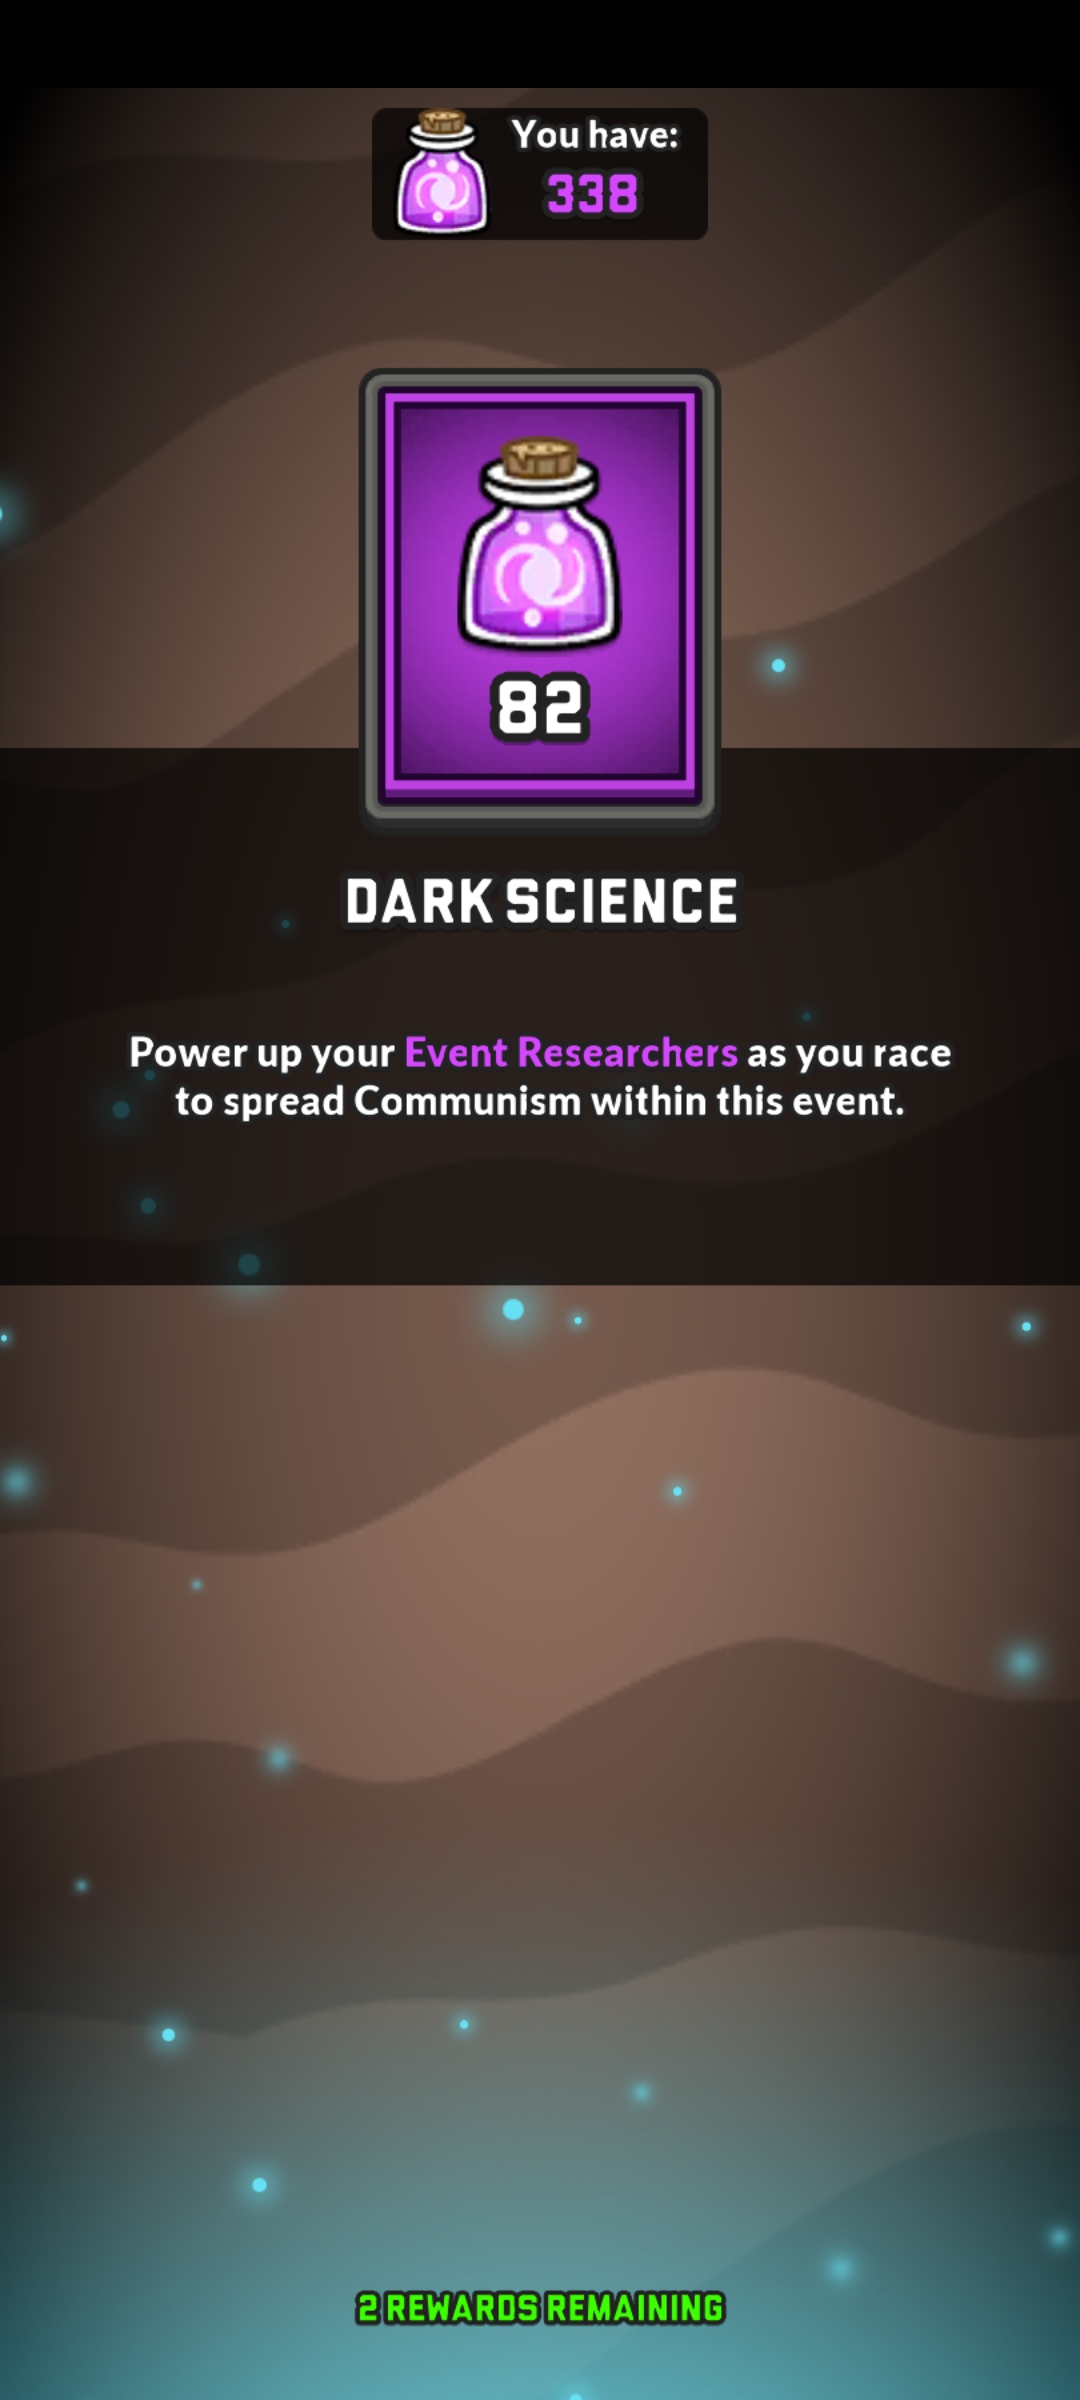 You have:
338
82
DARK SCIENCE
Power up your Event Researchers as you race
to spread Communism within this event.
2 REWARDS REMAINING